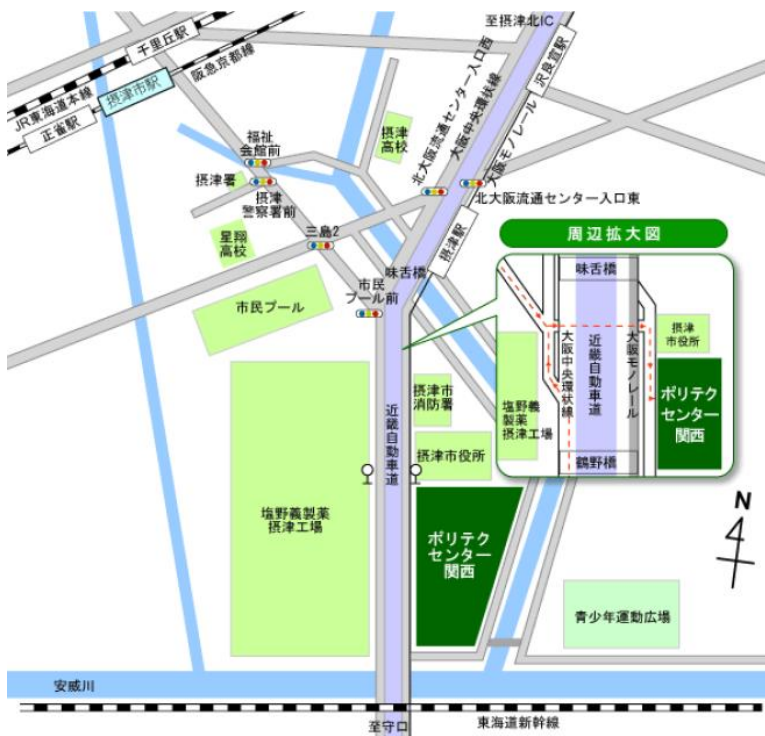 至摂津北IC
千里丘駅
JR東海道本線
摂津市駅
阪急京都線
正雀駅
沢良宜駅
北大阪流通センター入口西
大阪中央環状線
大阪モノレール
摂津
高校
福祉
会館前
摂津署
摂津
警察署前
北大阪流通センター入口東
星翔
高校
三島2
摂津駅
味舌橋
市民
プール前
市民プール
周辺拡大図
味舌橋
大阪中央環状線
近畿自動車道
大阪モノレール
摂津
市役所
塩野義
製薬
摂津工場
ポリテク
センター
関西
鶴野橋
摂津市
消防署
近畿自動車道
摂津市役所
塩野義製薬
摂津工場
ポリテク
センター
関西
N
青少年運動広場
安威川
東海道新幹線
至守口